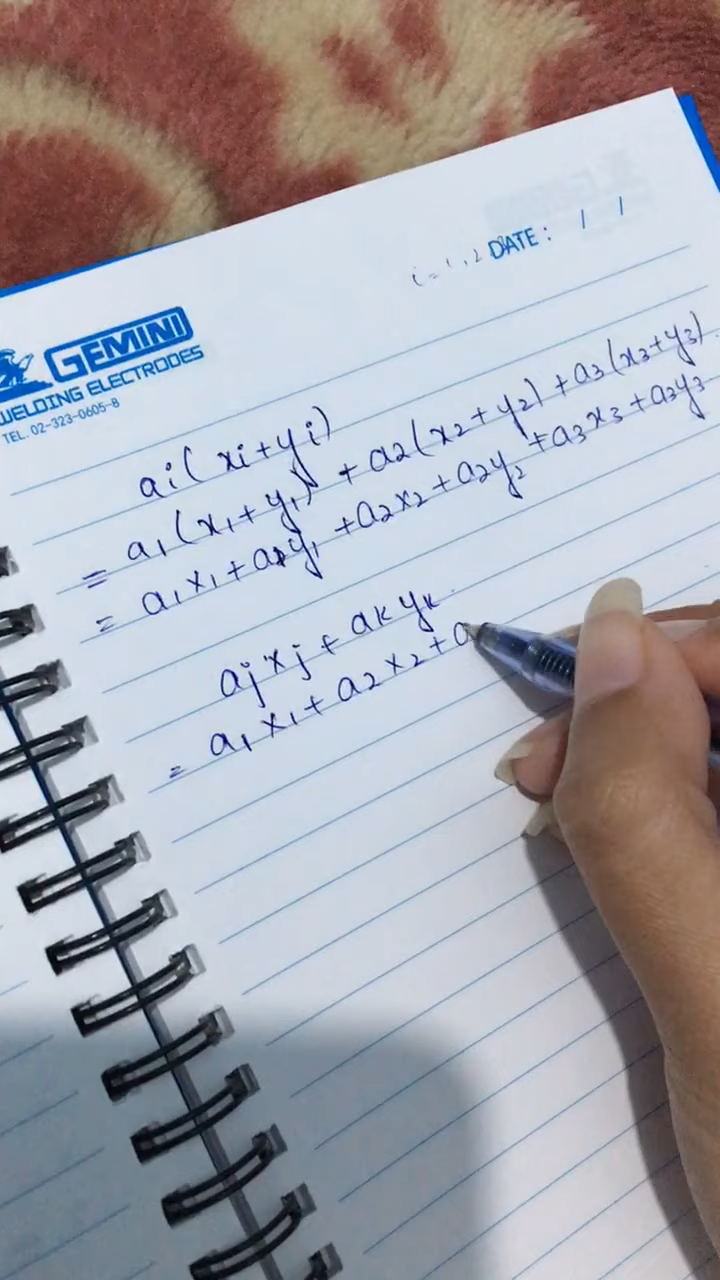 i = 1, 2
DATE: / /
GEMINI
WELDING ELECTRODES
TEL. 02-323-0605-8
ai(xi+yi)
= a₁(x₁+y₁) + a₂(x₂+y₂) + a₃(x₃+y₃)
= a₁x₁+a₁y₁+a₂x₂+a₂y₂+a₃x₃+a₃y₃
ajxj+akyk
= a₁x₁+a₂x₂+a